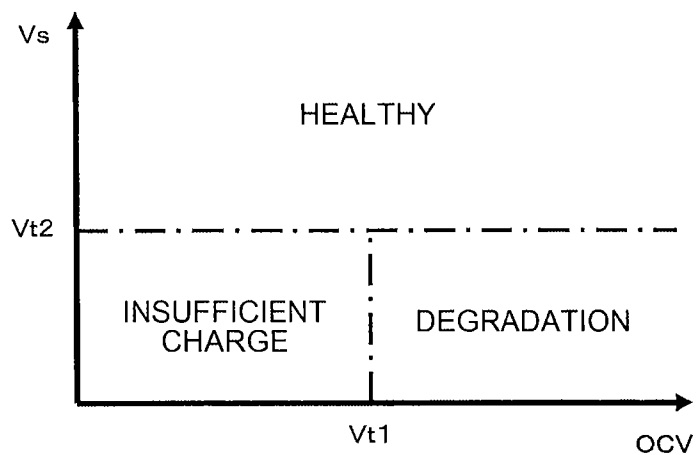 Vs
HEALTHY
Vt2
INSUFFICIENT
CHARGE
DEGRADATION
Vt1
OCV